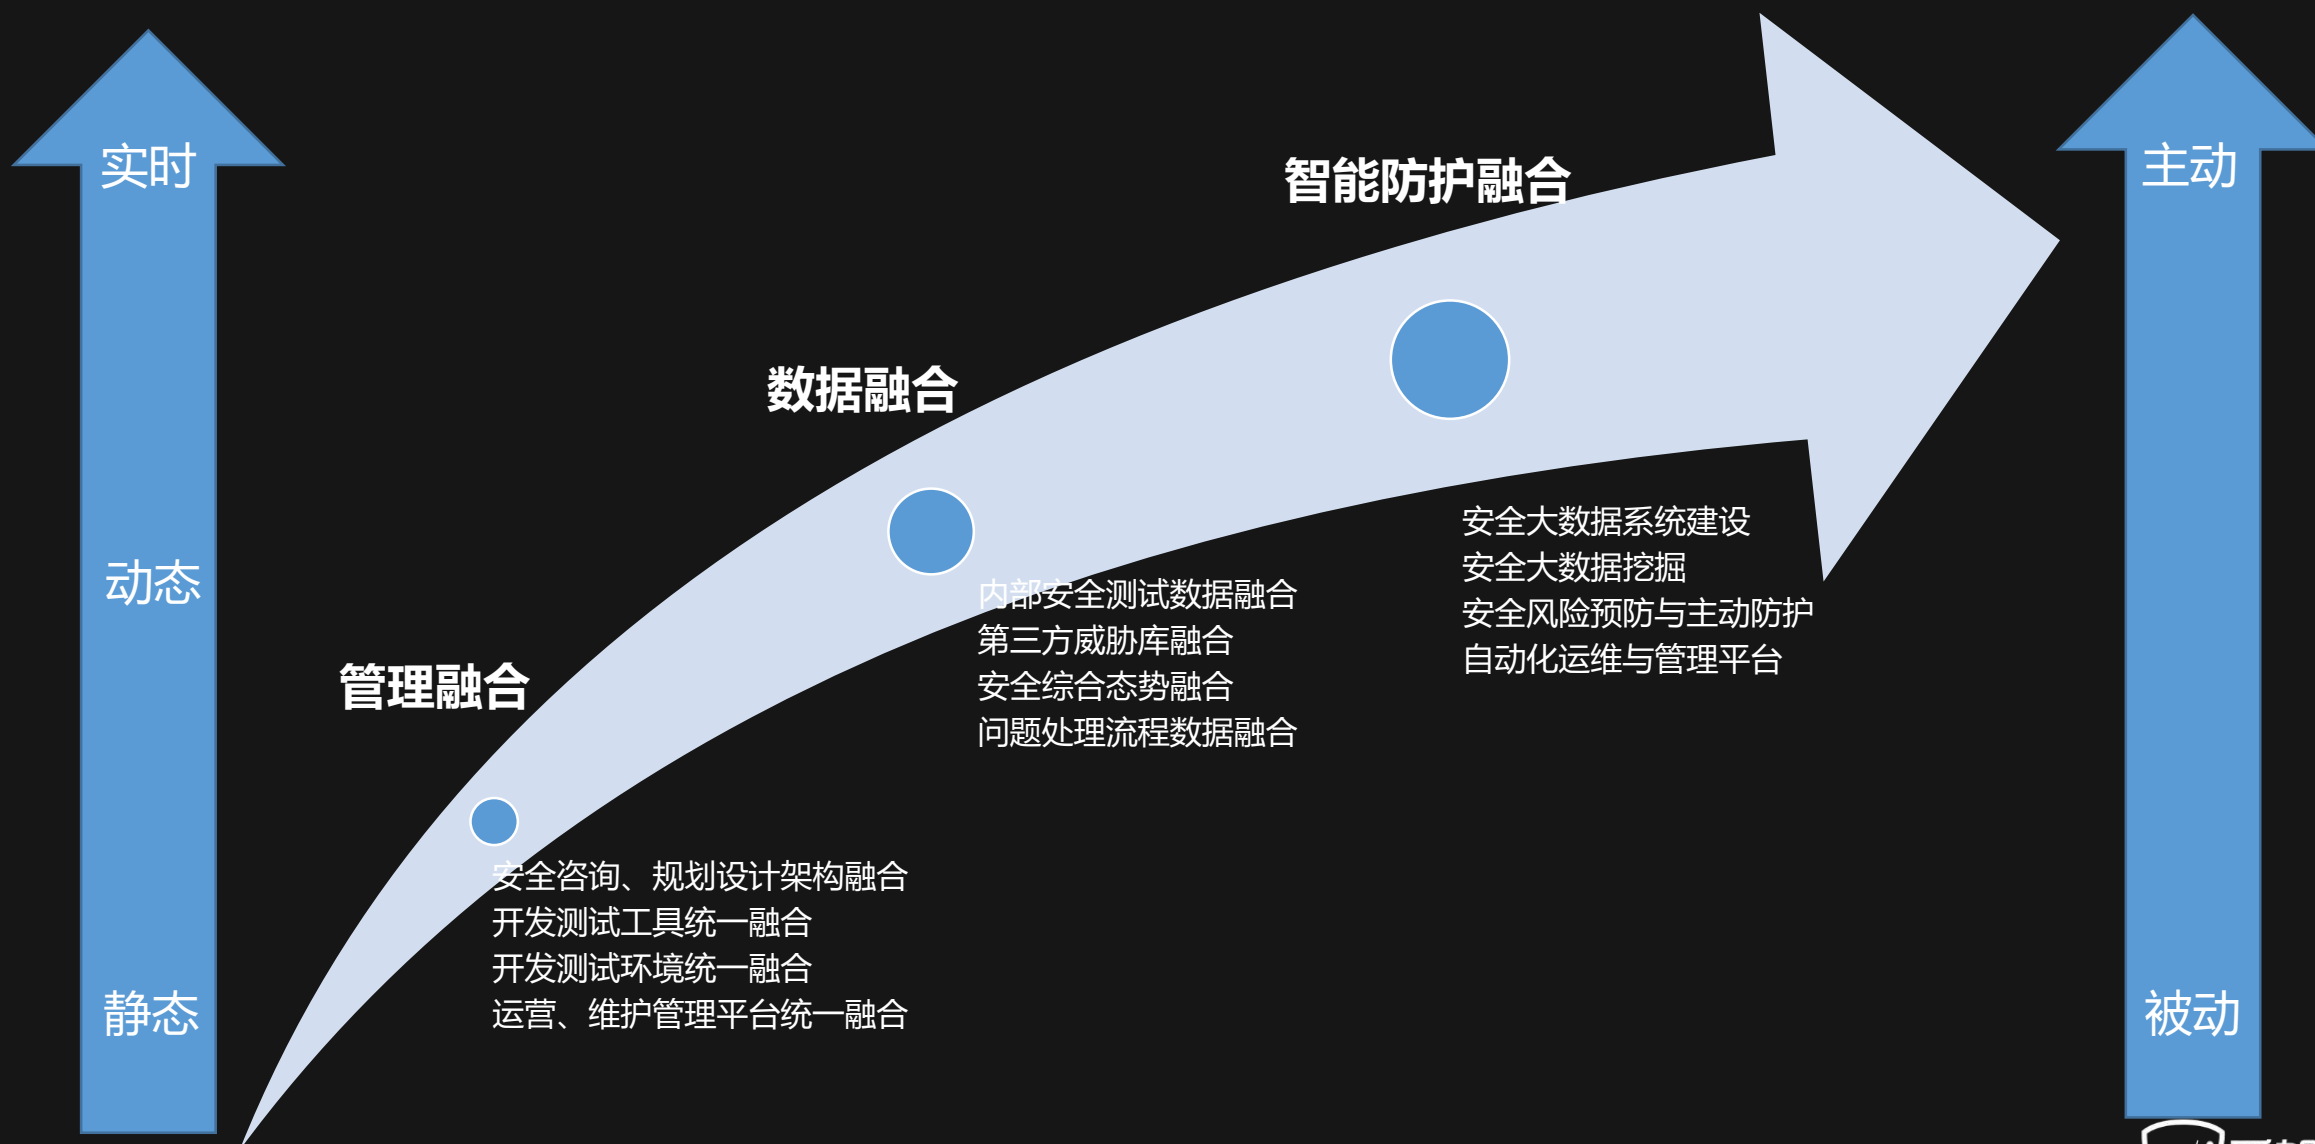 实时
动态
静态
管理融合
安全咨询、规划设计架构融合
开发测试工具统一融合
开发测试环境统一融合
运营、维护管理平台统一融合
数据融合
内部安全测试数据融合
第三方威胁库融合
安全综合态势融合
问题处理流程数据融合
智能防护融合
安全大数据系统建设
安全大数据挖掘
安全风险预防与主动防护
自动化运维与管理平台
主动
被动